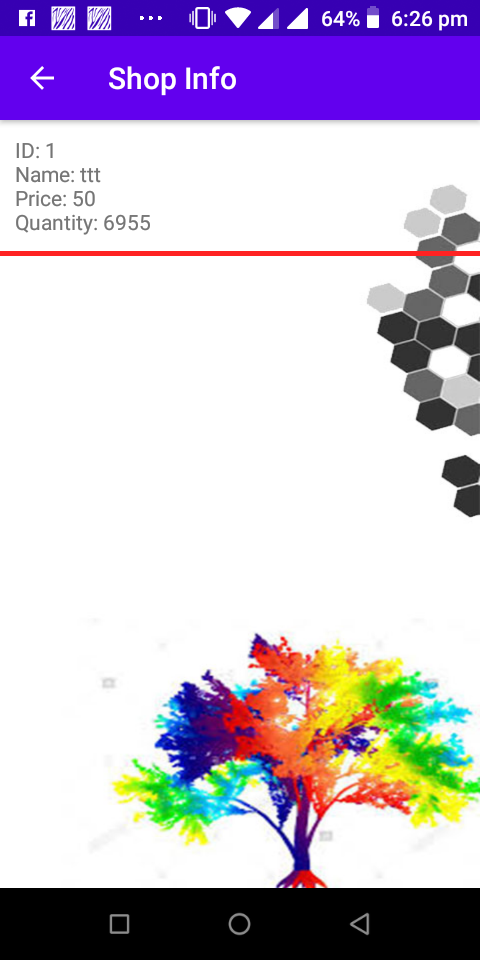 64% 6:26 pm
Shop Info
ID: 1
Name: ttt
Price: 50
Quantity: 6955